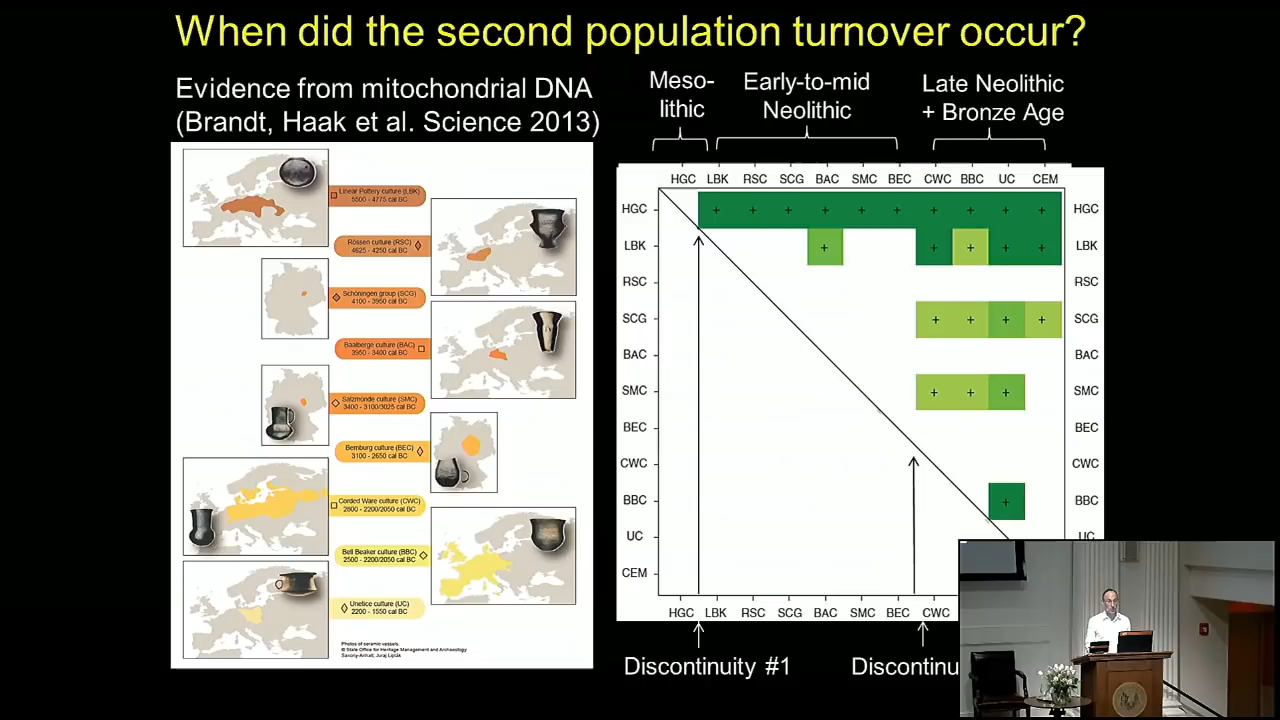 When did the second population turnover occur?
Evidence from mitochondrial DNA
(Brandt, Haak et al. Science 2013)
Linear Pottery culture (LBK)
5500 - 4775 cal BC
Rössen culture (RSC)
4625 - 4250 cal BC
Schöningen group (SCG)
4100 - 3950 cal BC
Baalberge culture (BAC)
3950 - 3400 cal BC
Salzmünde culture (SMC)
3400 - 3100/3025 cal BC
Bernburg culture (BEC)
3100 - 2650 cal BC
Corded Ware culture (CWC)
2800 - 2200/2050 cal BC
Bell Beaker culture (BBC)
2500 - 2200/2050 cal BC
Unetice culture (UC)
2200 - 1550 cal BC
Photos of ceramic vessels:
© State Office for Heritage Management and Archaeology
Saxony-Anhalt, Juraj Lipták
Meso-
lithic
Early-to-mid
Neolithic
Late Neolithic
+ Bronze Age
HGC LBK RSC SCG BAC SMC BEC CWC BBC UC CEM
HGC + + + + + + + + + + HGC
LBK + + + + + LBK
RSC RSC
SCG + + + + SCG
BAC BAC
SMC + + + SMC
BEC BEC
CWC CWC
BBC + BBC
UC UC
CEM
HGC LBK RSC SCG BAC SMC BEC CWC
Discontinuity #1
Discontinu